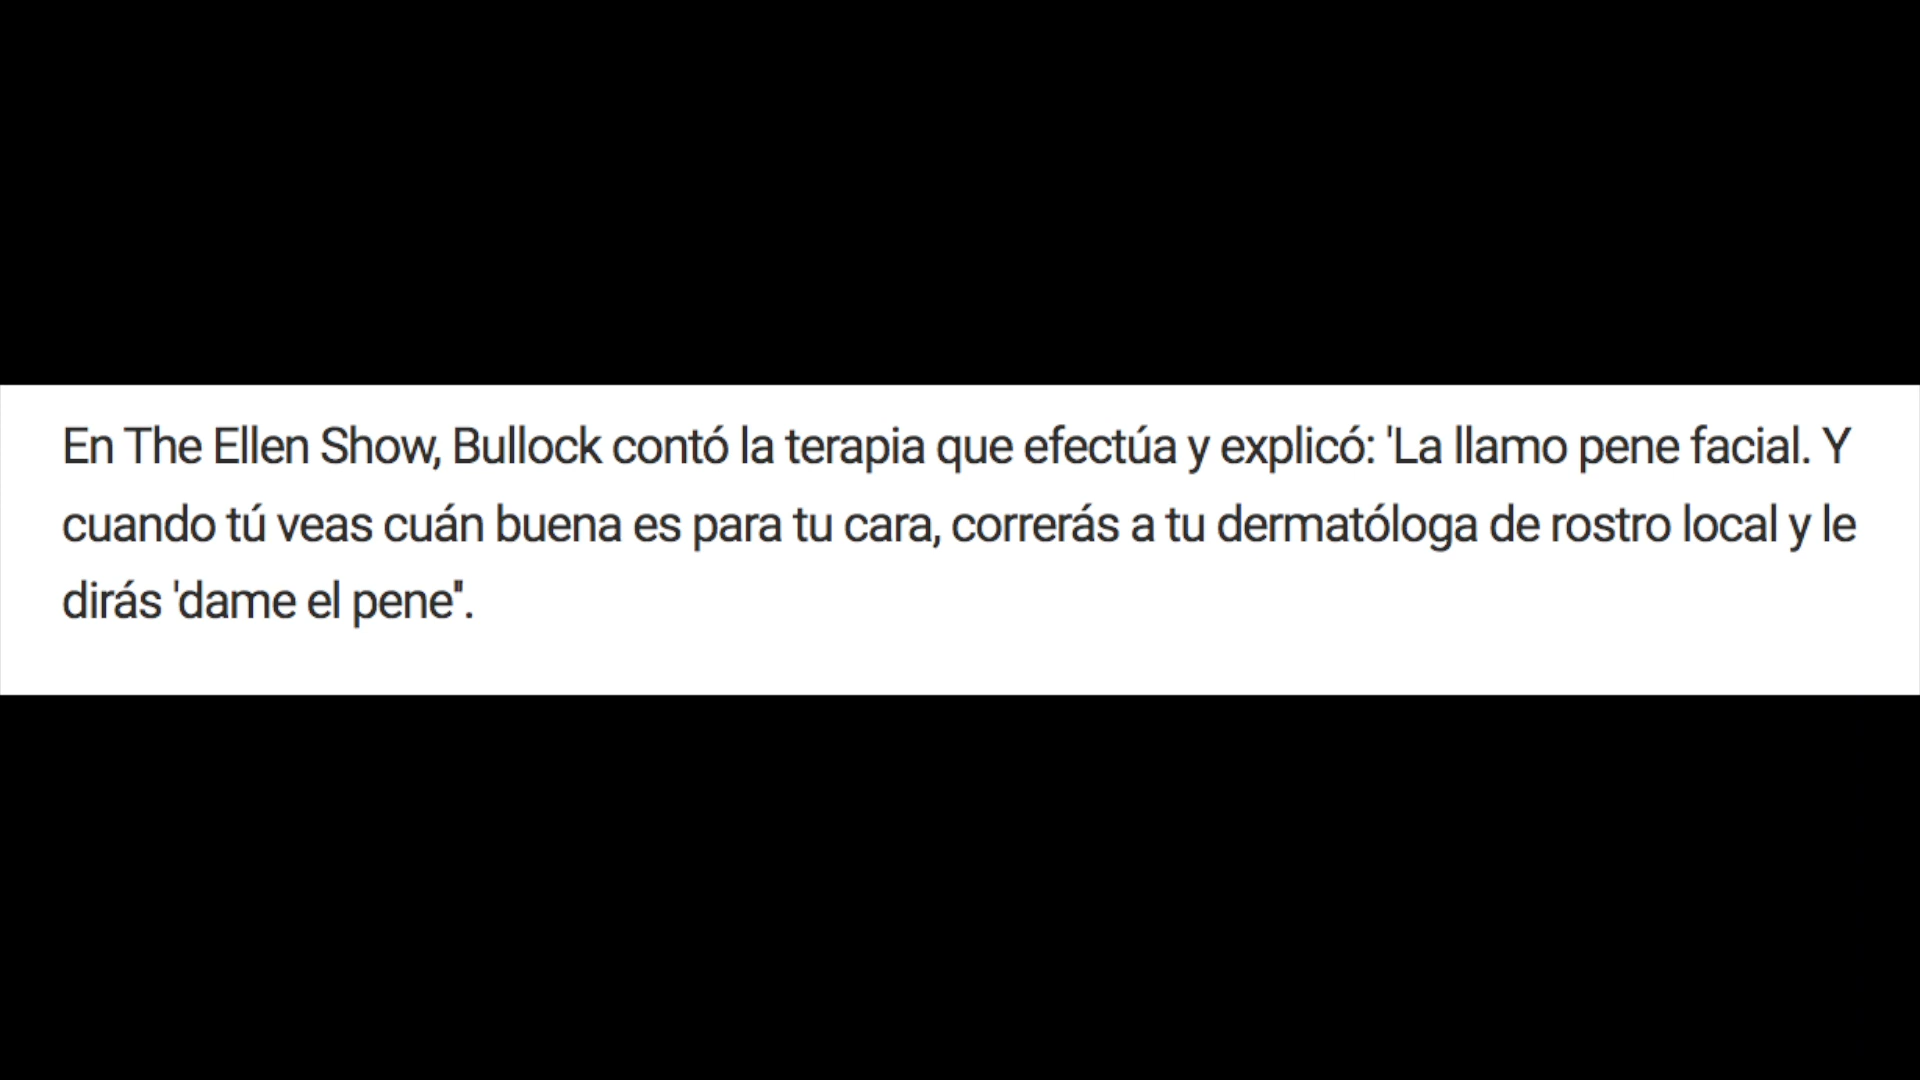 En The Ellen Show, Bullock contó la terapia que efectúa y explicó: 'La llamo pene facial. Y
cuando tú veas cuán buena es para tu cara, correrás a tu dermatóloga de rostro local y le
dirás 'dame el pene''.